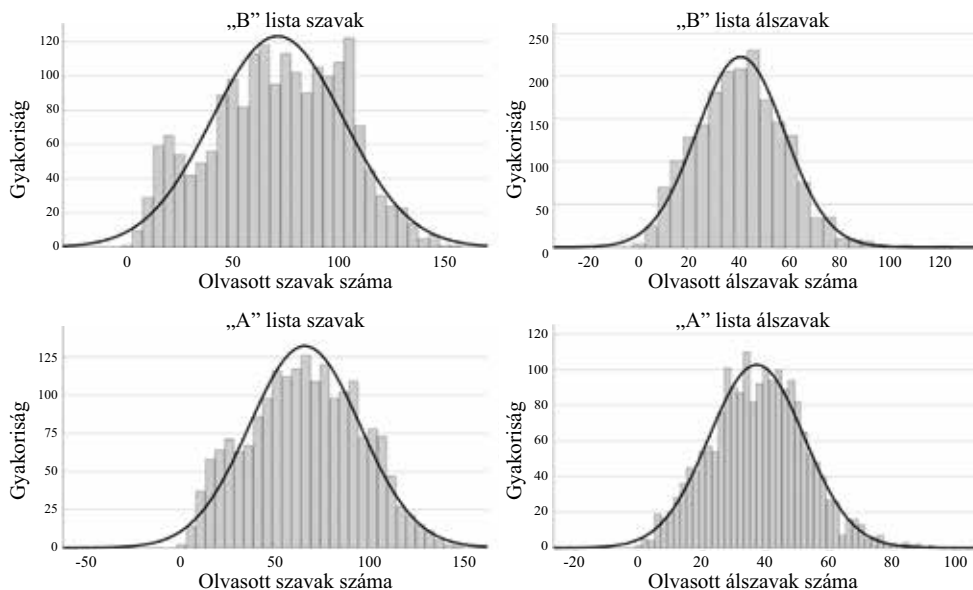 „B” lista szavak
120
100
80
60
40
20
0
Gyakoriság
0 50 100 150
Olvasott szavak száma
„B” lista álszavak
250
200
150
100
50
0
Gyakoriság
-20 0 20 40 60 80 100 120
Olvasott álszavak száma
„A” lista szavak
125
100
75
50
25
0
Gyakoriság
-50 0 50 100 150
Olvasott szavak száma
„A” lista álszavak
120
100
80
60
40
20
0
Gyakoriság
-20 0 20 40 60 80 100
Olvasott álszavak száma